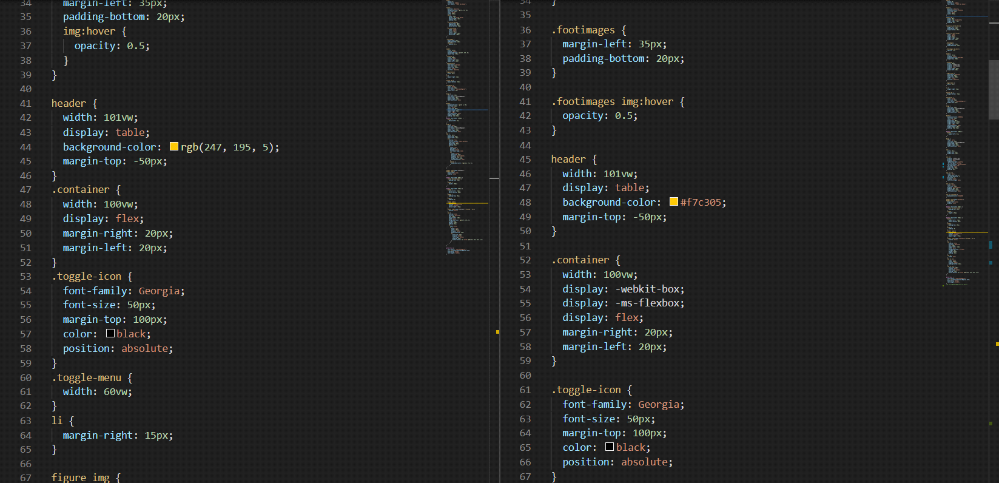 34 margin-left: 35px;
35 padding-bottom: 20px;
36 img:hover {
37 opacity: 0.5;
38 }
39 }
40
41 header {
42 width: 101vw;
43 display: table;
44 background-color: rgb(247, 195, 5);
45 margin-top: -50px;
46 }
47 .container {
48 width: 100vw;
49 display: flex;
50 margin-right: 20px;
51 margin-left: 20px;
52 }
53 .toggle-icon {
54 font-family: Georgia;
55 font-size: 50px;
56 margin-top: 100px;
57 color: black;
58 position: absolute;
59 }
60 .toggle-menu {
61 width: 60vw;
62 }
63 li {
64 margin-right: 15px;
65 }
66
67 figure img {
34 }
35
36 .footimages {
37 margin-left: 35px;
38 padding-bottom: 20px;
39 }
40
41 .footimages img:hover {
42 opacity: 0.5;
43 }
44
45 header {
46 width: 101vw;
47 display: table;
48 background-color: #f7c305;
49 margin-top: -50px;
50 }
51
52 .container {
53 width: 100vw;
54 display: -webkit-box;
55 display: -ms-flexbox;
56 display: flex;
57 margin-right: 20px;
58 margin-left: 20px;
59 }
60
61 .toggle-icon {
62 font-family: Georgia;
63 font-size: 50px;
64 margin-top: 100px;
65 color: black;
66 position: absolute;
67 }